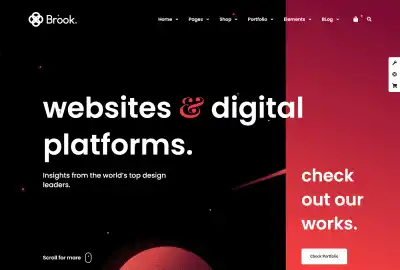 Brook.
Home Pages Shop Portfolio Elements BLog
websites & digital
platforms.
Insights from the world's top design
leaders.
check
out our
works.
Scroll for more
Check Portfolio